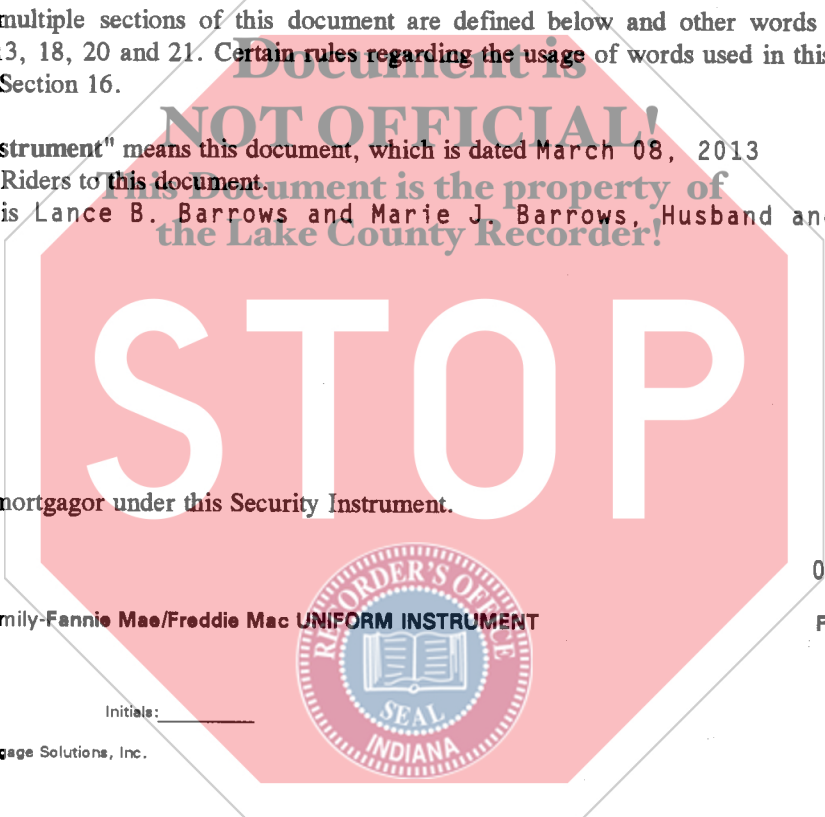 multiple sections of this document are defined below and other words
3, 18, 20 and 21. Certain rules regarding the usage of words used in this
Document is
Section 16.
NOT OFFICIAL!
strument" means this document, which is dated March 08, 2013
Riders to this document.
This Document is the property of
is Lance B. Barrows and Marie J. Barrows, Husband an
the Lake County Recorder!
STOP
mortgagor under this Security Instrument.
0
RECORDER'S OFFICE
mily-Fannie Mae/Freddie Mac UNIFORM INSTRUMENT
F
SEAL
Initials:
INDIANA
gage Solutions, Inc.